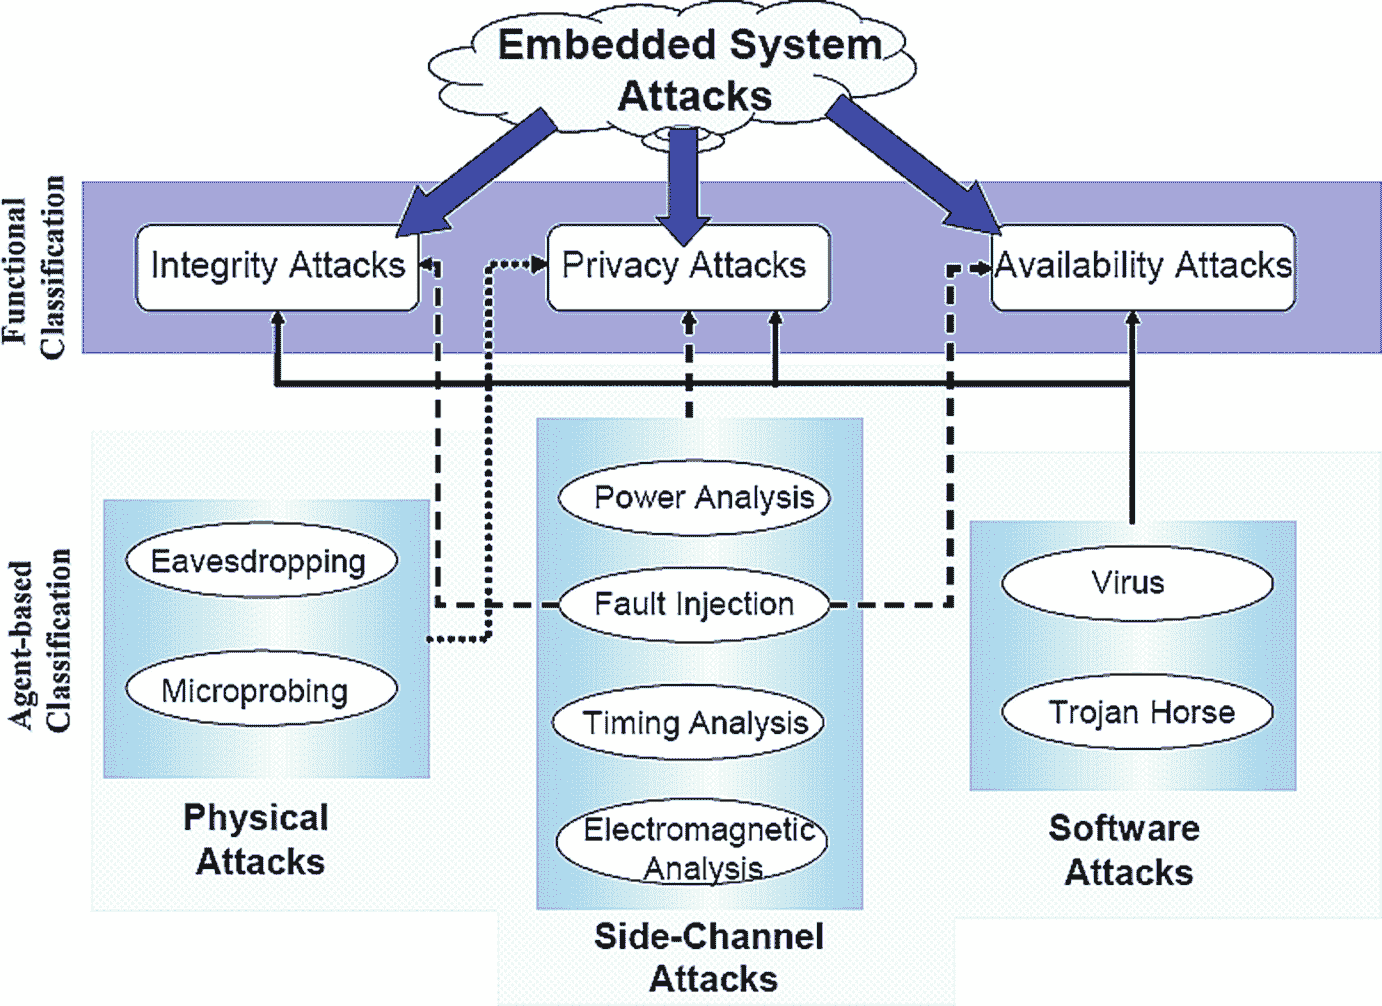 Embedded System
Attacks
Functional
Classification
Integrity Attacks
Privacy Attacks
Availability Attacks
Agent-based
Classification
Eavesdropping
Microprobing
Physical
Attacks
Power Analysis
Fault Injection
Timing Analysis
Electromagnetic
Analysis
Side-Channel
Attacks
Virus
Trojan Horse
Software
Attacks